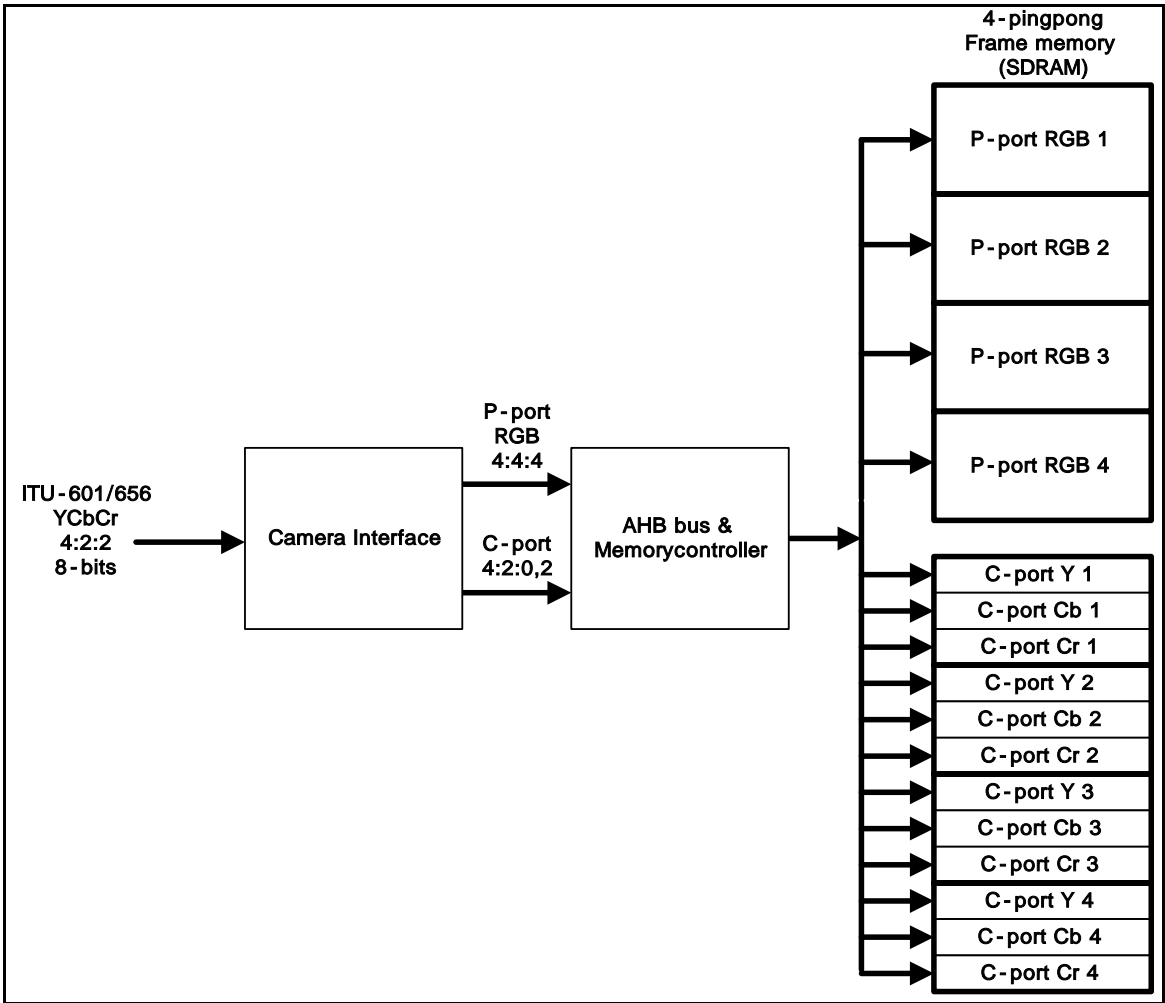 4-pingpong
Frame memory
(SDRAM)
P-port RGB 1
P-port RGB 2
P-port RGB 3
P-port RGB 4
P-port
RGB
4:4:4
ITU-601/656
YCbCr
4:2:2
8-bits
Camera Interface
C-port
4:2:0,2
AHB bus &
Memorycontroller
C-port Y 1
C-port Cb 1
C-port Cr 1
C-port Y 2
C-port Cb 2
C-port Cr 2
C-port Y 3
C-port Cb 3
C-port Cr 3
C-port Y 4
C-port Cb 4
C-port Cr 4